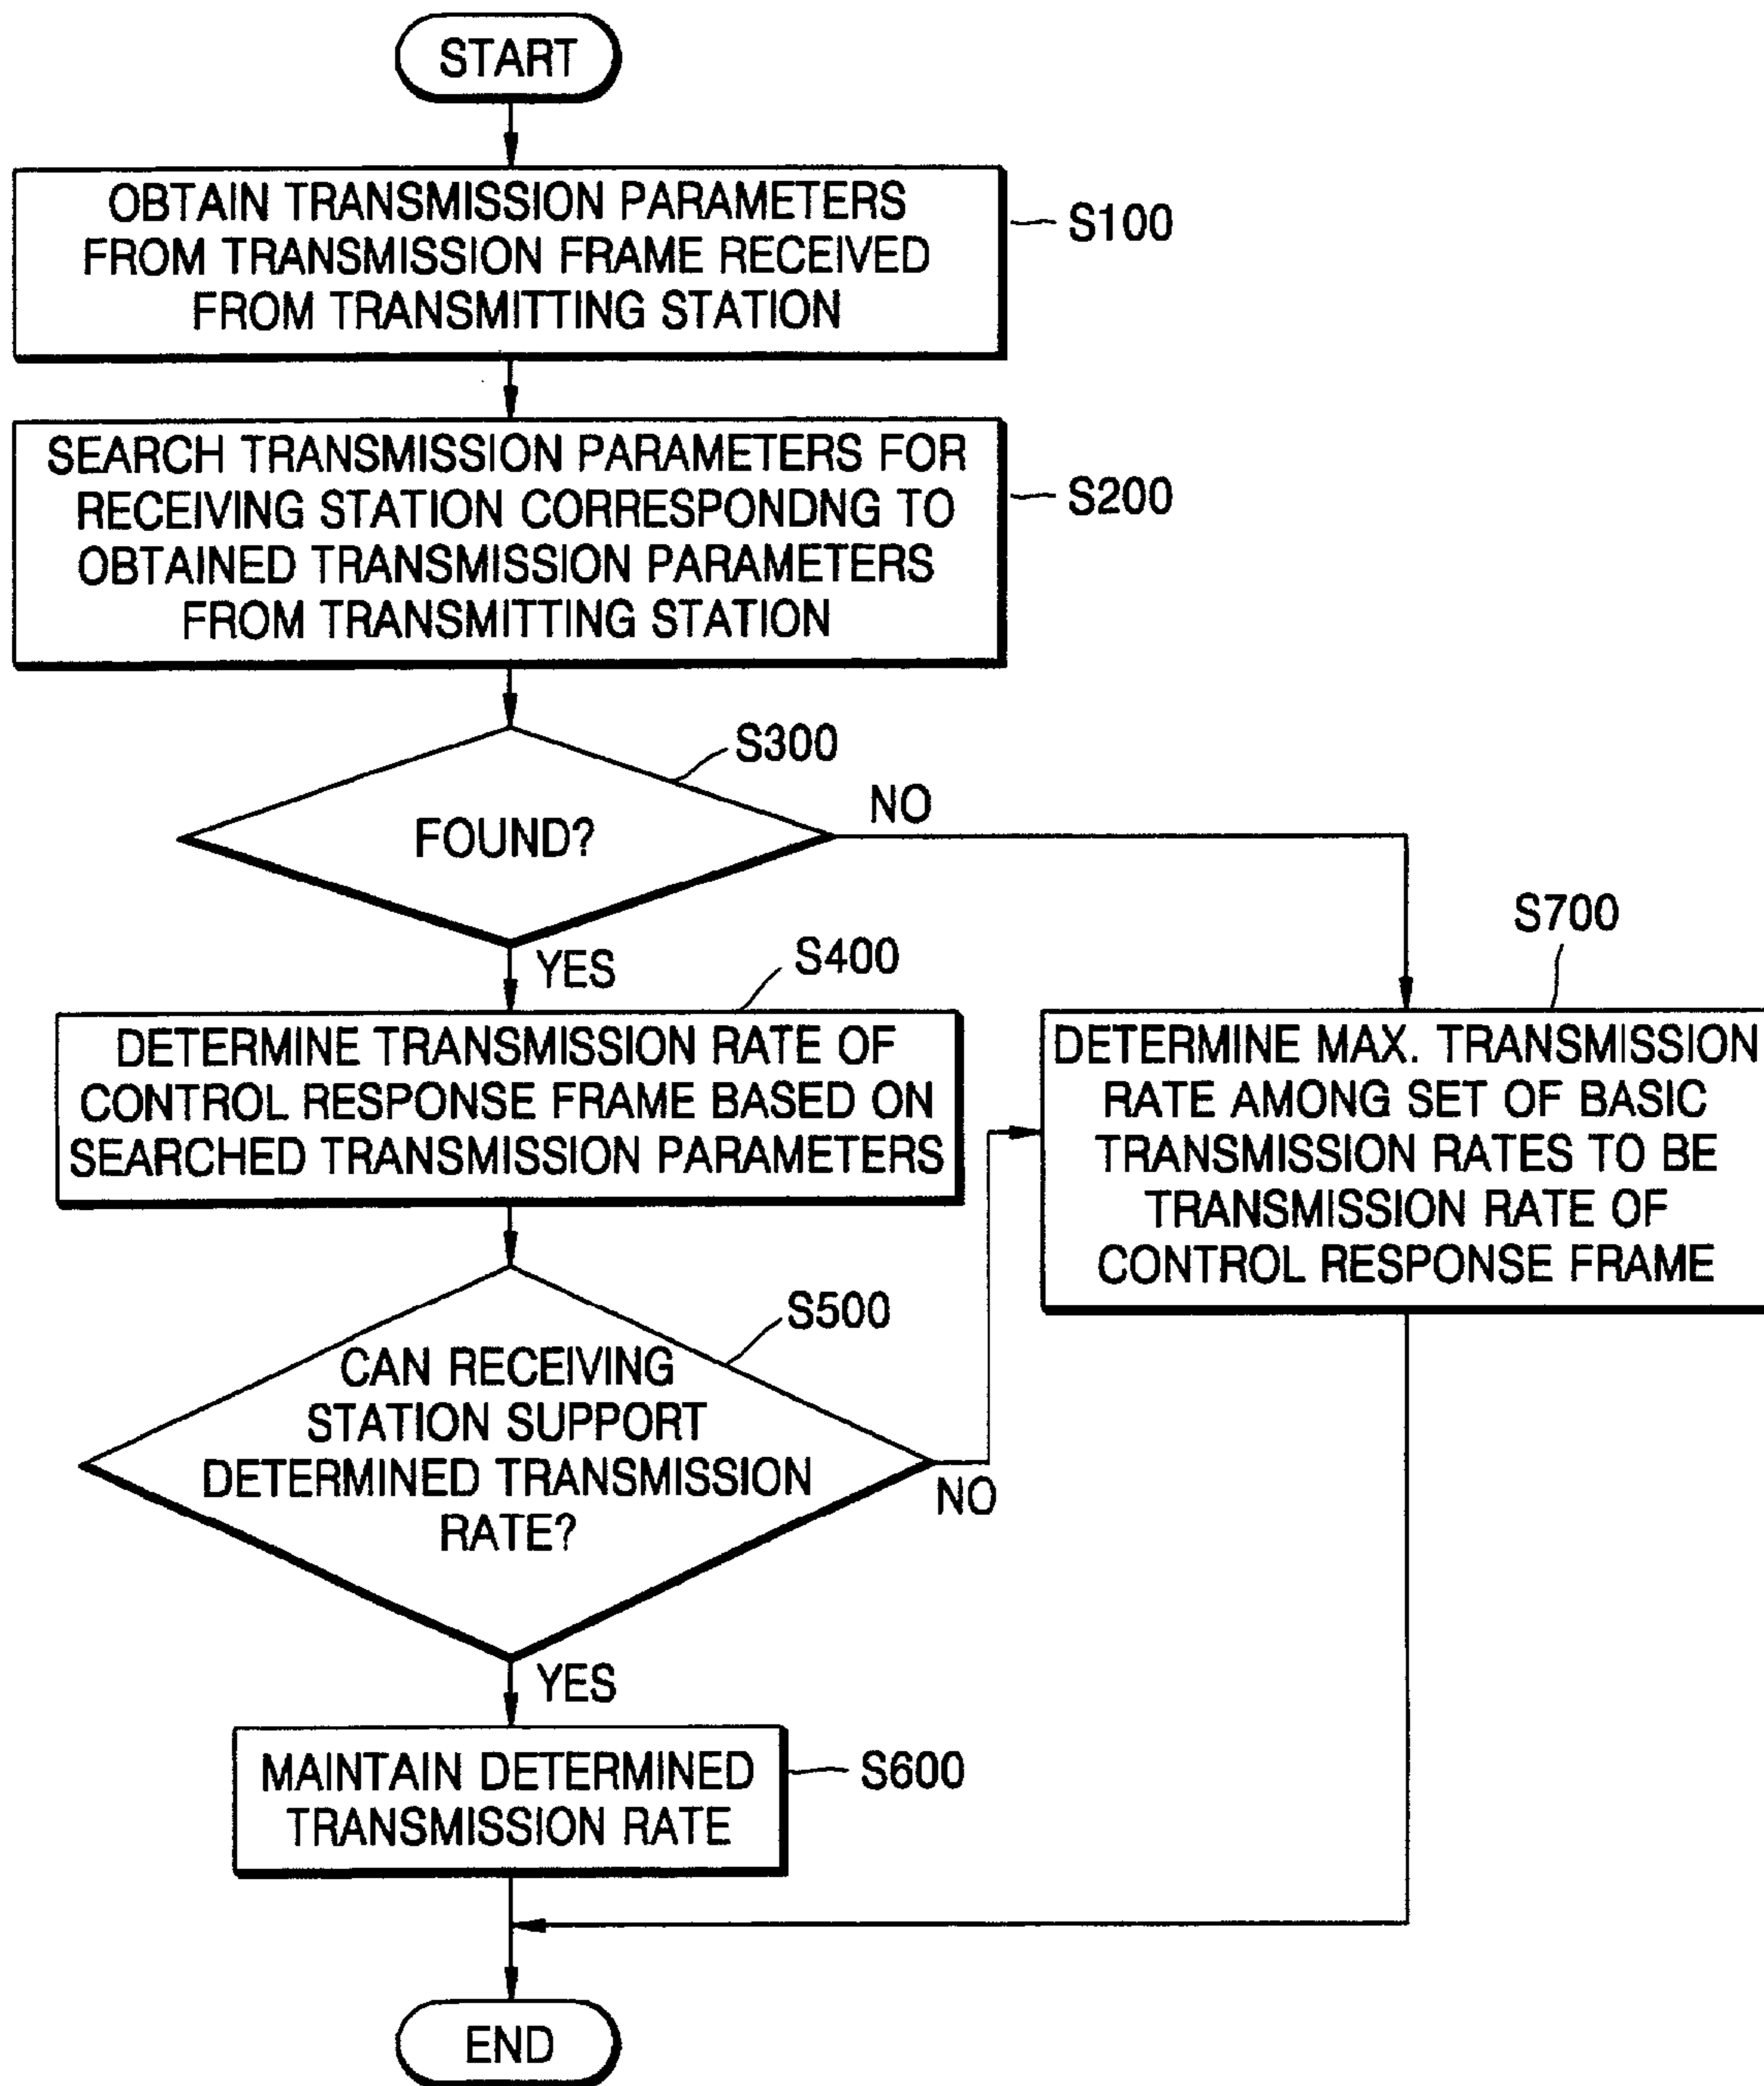 START
OBTAIN TRANSMISSION PARAMETERS
FROM TRANSMISSION FRAME RECEIVED
FROM TRANSMITTING STATION
S100
SEARCH TRANSMISSION PARAMETERS FOR
RECEIVING STATION CORRESPONDNG TO
OBTAINED TRANSMISSION PARAMETERS
FROM TRANSMITTING STATION
S200
S300
FOUND?
NO
YES
S400
DETERMINE TRANSMISSION RATE OF
CONTROL RESPONSE FRAME BASED ON
SEARCHED TRANSMISSION PARAMETERS
S700
DETERMINE MAX. TRANSMISSION
RATE AMONG SET OF BASIC
TRANSMISSION RATES TO BE
TRANSMISSION RATE OF
CONTROL RESPONSE FRAME
S500
CAN RECEIVING
STATION SUPPORT
DETERMINED TRANSMISSION
RATE?
NO
YES
MAINTAIN DETERMINED
TRANSMISSION RATE
S600
END